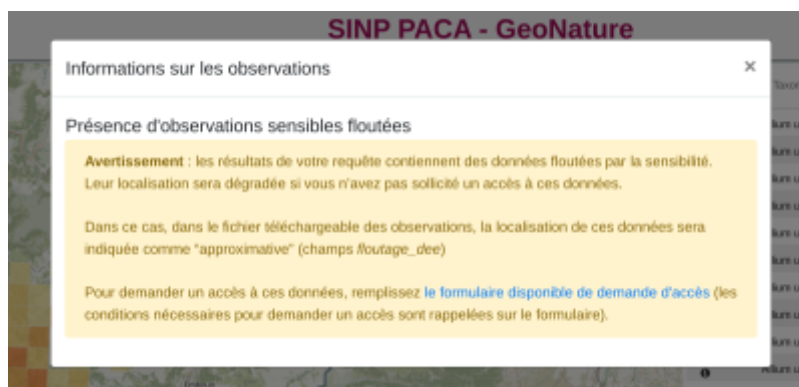 SINP PACA - GeoNature
Informations sur les observations
×
Présence d'observations sensibles floutées
Avertissement : les résultats de votre requête contiennent des données floutées par la sensibilité.
Leur localisation sera dégradée si vous n'avez pas sollicité un accès à ces données.
Dans ce cas, dans le fichier téléchargeable des observations, la localisation de ces données sera
indiquée comme "approximative" (champs floutage_dee)
Pour demander un accès à ces données, remplissez le formulaire disponible de demande d'accès (les
conditions nécessaires pour demander un accès sont rappelées sur le formulaire).